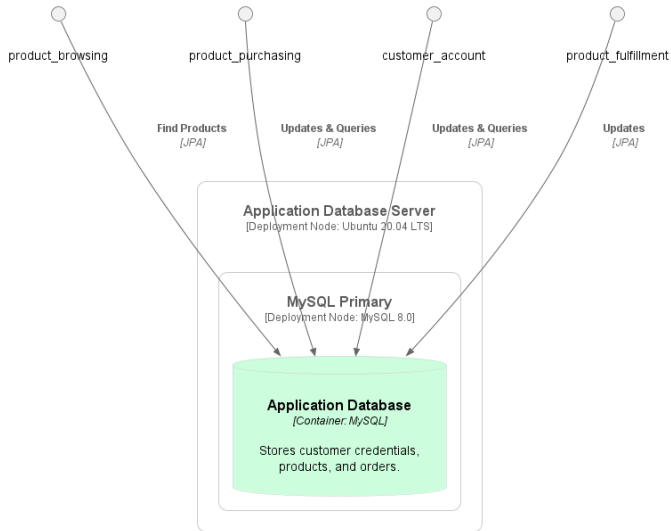 product_browsing
product_purchasing
customer_account
product_fulfillment
Find Products
[JPA]
Updates & Queries
[JPA]
Updates & Queries
[JPA]
Updates
[JPA]
Application Database Server
[Deployment Node: Ubuntu 20.04 LTS]
MySQL Primary
[Deployment Node: MySQL 8.0]
Application Database
[Container: MySQL]
Stores customer credentials,
products, and orders.